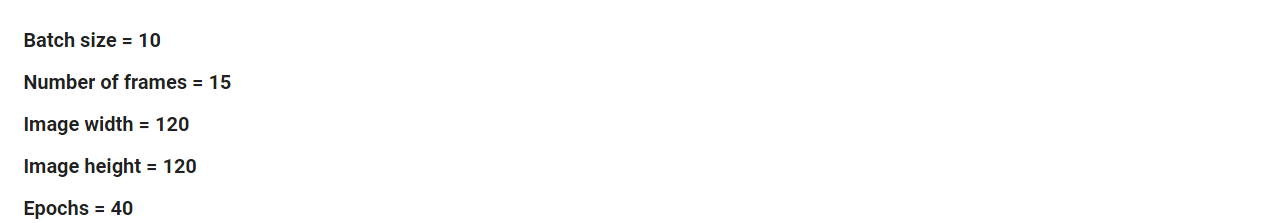 Batch size = 10
Number of frames = 15
Image width = 120
Image height = 120
Epochs = 40